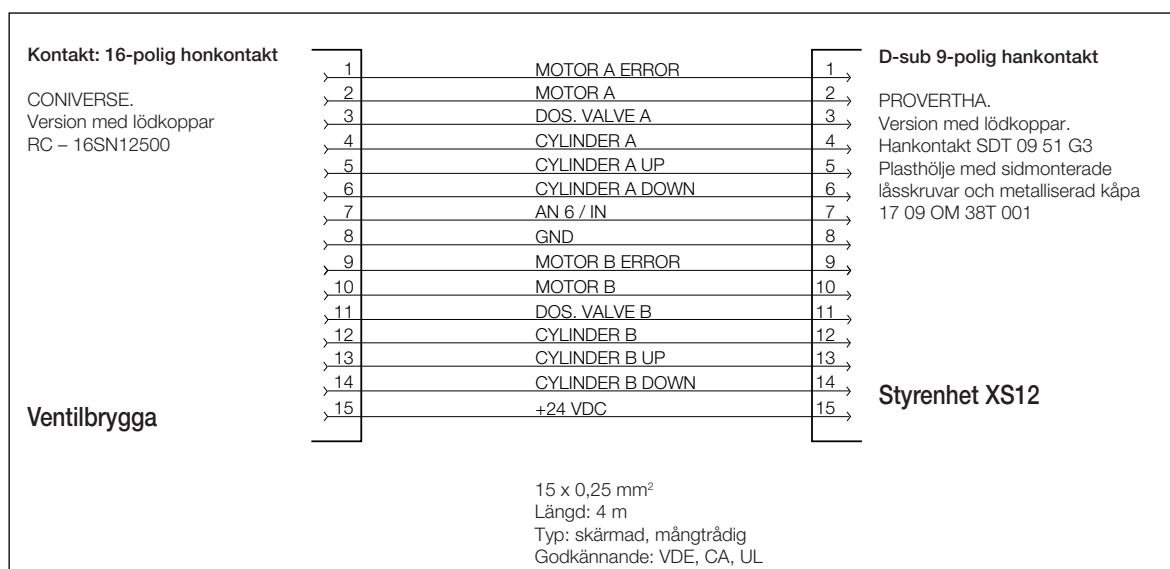 Kontakt: 16-polig honkontakt
CONIVERSE.
Version med lödkoppar
RC – 16SN12500
Ventilbrygga
1 MOTOR A ERROR 1
2 MOTOR A 2
3 DOS. VALVE A 3
4 CYLINDER A 4
5 CYLINDER A UP 5
6 CYLINDER A DOWN 6
7 AN 6 / IN 7
8 GND 8
9 MOTOR B ERROR 9
10 MOTOR B 10
11 DOS. VALVE B 11
12 CYLINDER B 12
13 CYLINDER B UP 13
14 CYLINDER B DOWN 14
15 +24 VDC 15
D-sub 9-polig hankontakt
PROVERTHA.
Version med lödkoppar.
Hankontakt SDT 09 51 G3
Plasthölje med sidmonterade
låsskruvar och metalliserad kåpa
17 09 OM 38T 001
Styrenhet XS12
15 x 0,25 mm²
Längd: 4 m
Typ: skärmad, mångtrådig
Godkännande: VDE, CA, UL